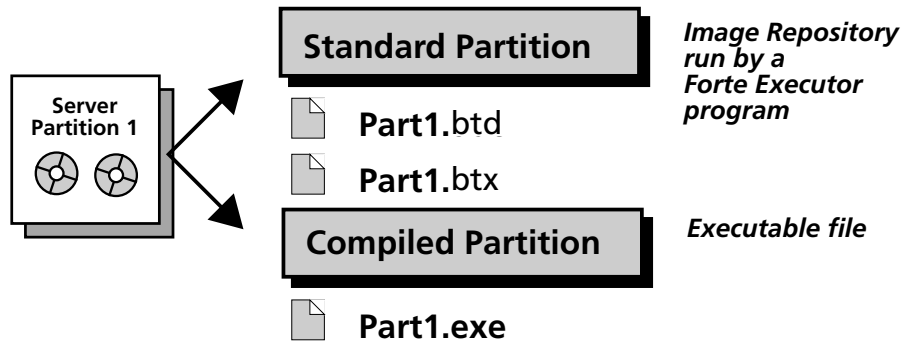 Server
Partition 1
Standard Partition
Image Repository
run by a
Forte Executor
program
Part1.btd
Part1.btx
Compiled Partition
Executable file
Part1.exe